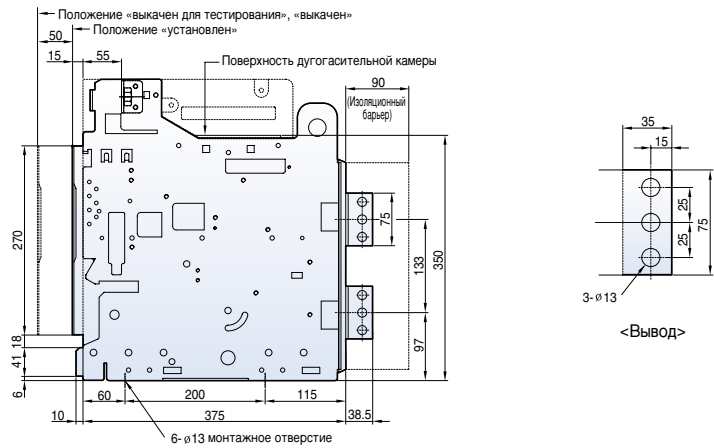 Положение «выкачен для тестирования», «выкачен»
Положение «установлен»
50
15
55
Поверхность дугогасительной камеры
90
(Изоляционный
барьер)
35
15
270
75
133
350
25
25
75
3-ø13
<Вывод>
18
41
6
97
60
200
115
10
375
38.5
6-ø13 монтажное отверстие